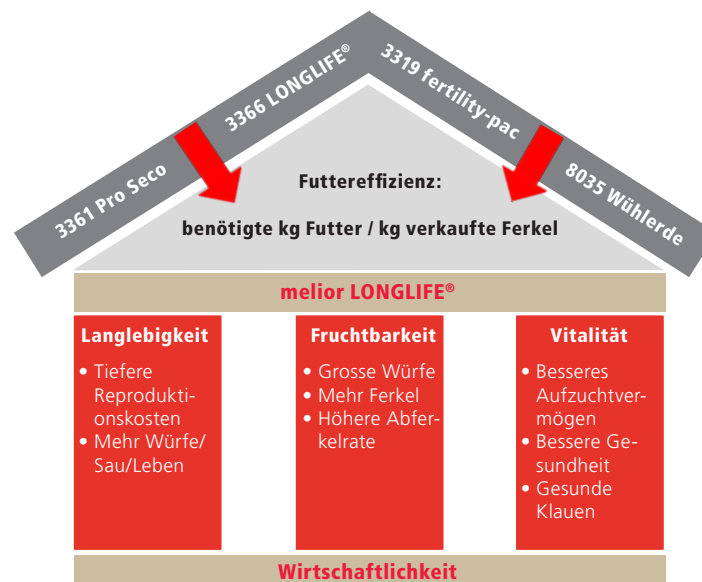 3361 Pro Seco
3366 LONGLIFE®
3319 fertility-pac
8035 Wühlerde
Futtereffizienz:
benötigte kg Futter / kg verkaufte Ferkel
melior LONGLIFE®
Langlebigkeit
• Tiefere
Reprodukti-
onskosten
• Mehr Würfe/
Sau/Leben
Fruchtbarkeit
• Grosse Würfe
• Mehr Ferkel
• Höhere Abfer-
kelrate
Vitalität
• Besseres
Aufzuchtver-
mögen
• Bessere Ge-
sundheit
• Gesunde
Klauen
Wirtschaftlichkeit